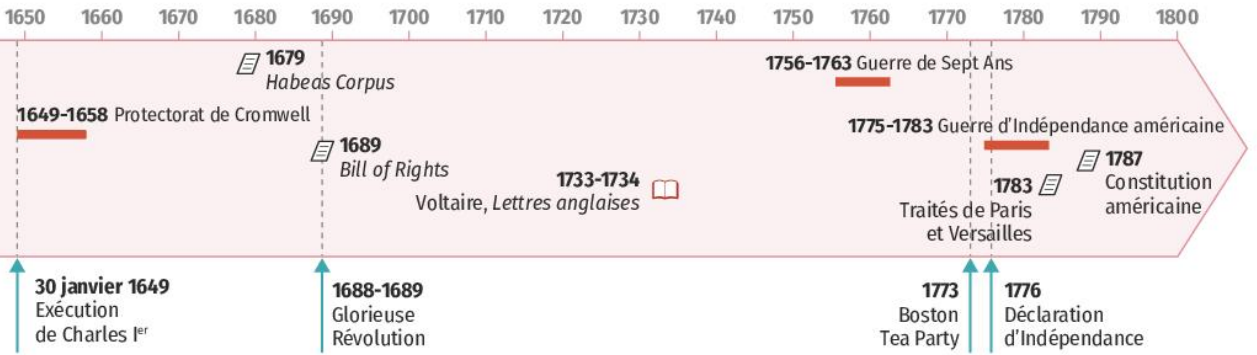 1650 1660 1670 1680 1690 1700 1710 1720 1730 1740 1750 1760 1770 1780 1790 1800
1679
Habeas Corpus
1756-1763 Guerre de Sept Ans
1649-1658 Protectorat de Cromwell
1775-1783 Guerre d'Indépendance américaine
1689
Bill of Rights
1733-1734
Voltaire, Lettres anglaises
1783
Traités de Paris
et Versailles
1787
Constitution
américaine
30 janvier 1649
Exécution
de Charles Ier
1688-1689
Glorieuse
Révolution
1773
Boston
Tea Party
1776
Déclaration
d'Indépendance